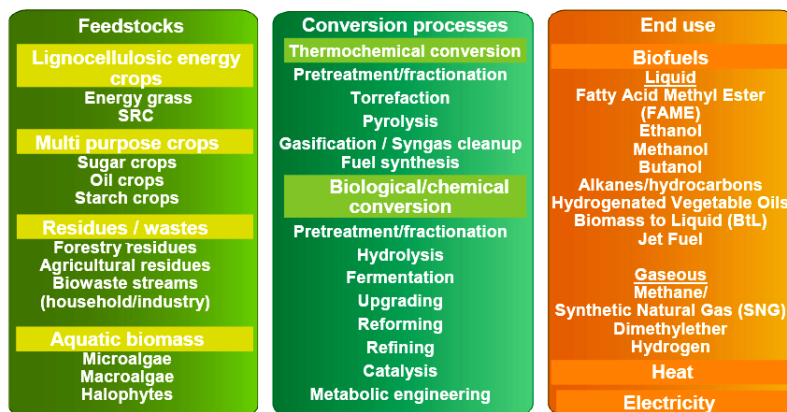 Feedstocks
Lignocellulosic energy
crops
Energy grass
SRC
Multi purpose crops
Sugar crops
Oil crops
Starch crops
Residues / wastes
Forestry residues
Agricultural residues
Biowaste streams
(household/industry)
Aquatic biomass
Microalgae
Macroalgae
Halophytes
Conversion processes
Thermochemical conversion
Pretreatment/fractionation
Torrefaction
Pyrolysis
Gasification / Syngas cleanup
Fuel synthesis
Biological/chemical
conversion
Pretreatment/fractionation
Hydrolysis
Fermentation
Upgrading
Reforming
Refining
Catalysis
Metabolic engineering
End use
Biofuels
Liquid
Fatty Acid Methyl Ester
(FAME)
Ethanol
Methanol
Butanol
Alkanes/hydrocarbons
Hydrogenated Vegetable Oils
Biomass to Liquid (BtL)
Jet Fuel
Gaseous
Methane/
Synthetic Natural Gas (SNG)
Dimethylether
Hydrogen
Heat
Electricity